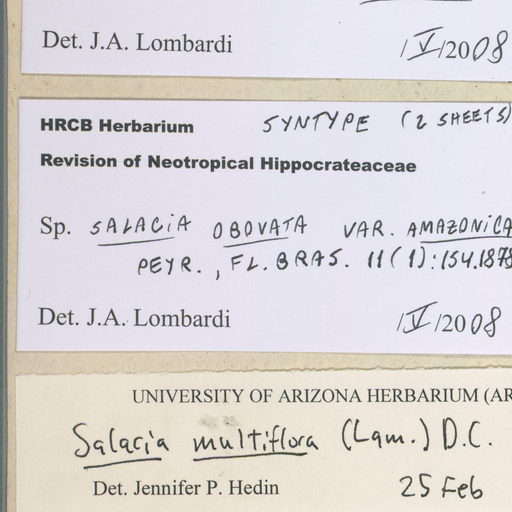 Det. J.A. Lombardi /V/2008
HRCB Herbarium SYNTYPE (2 SHEETS)
Revision of Neotropical Hippocrateaceae
Sp. SALACIA OBOVATA VAR. AMAZONICA
PEYR., FL. BRAS. 11(1):154.1878
Det. J.A. Lombardi /V/2008
UNIVERSITY OF ARIZONA HERBARIUM (AR
Salacia multiflora (Lam.) D.C.
Det. Jennifer P. Hedin 25 Feb